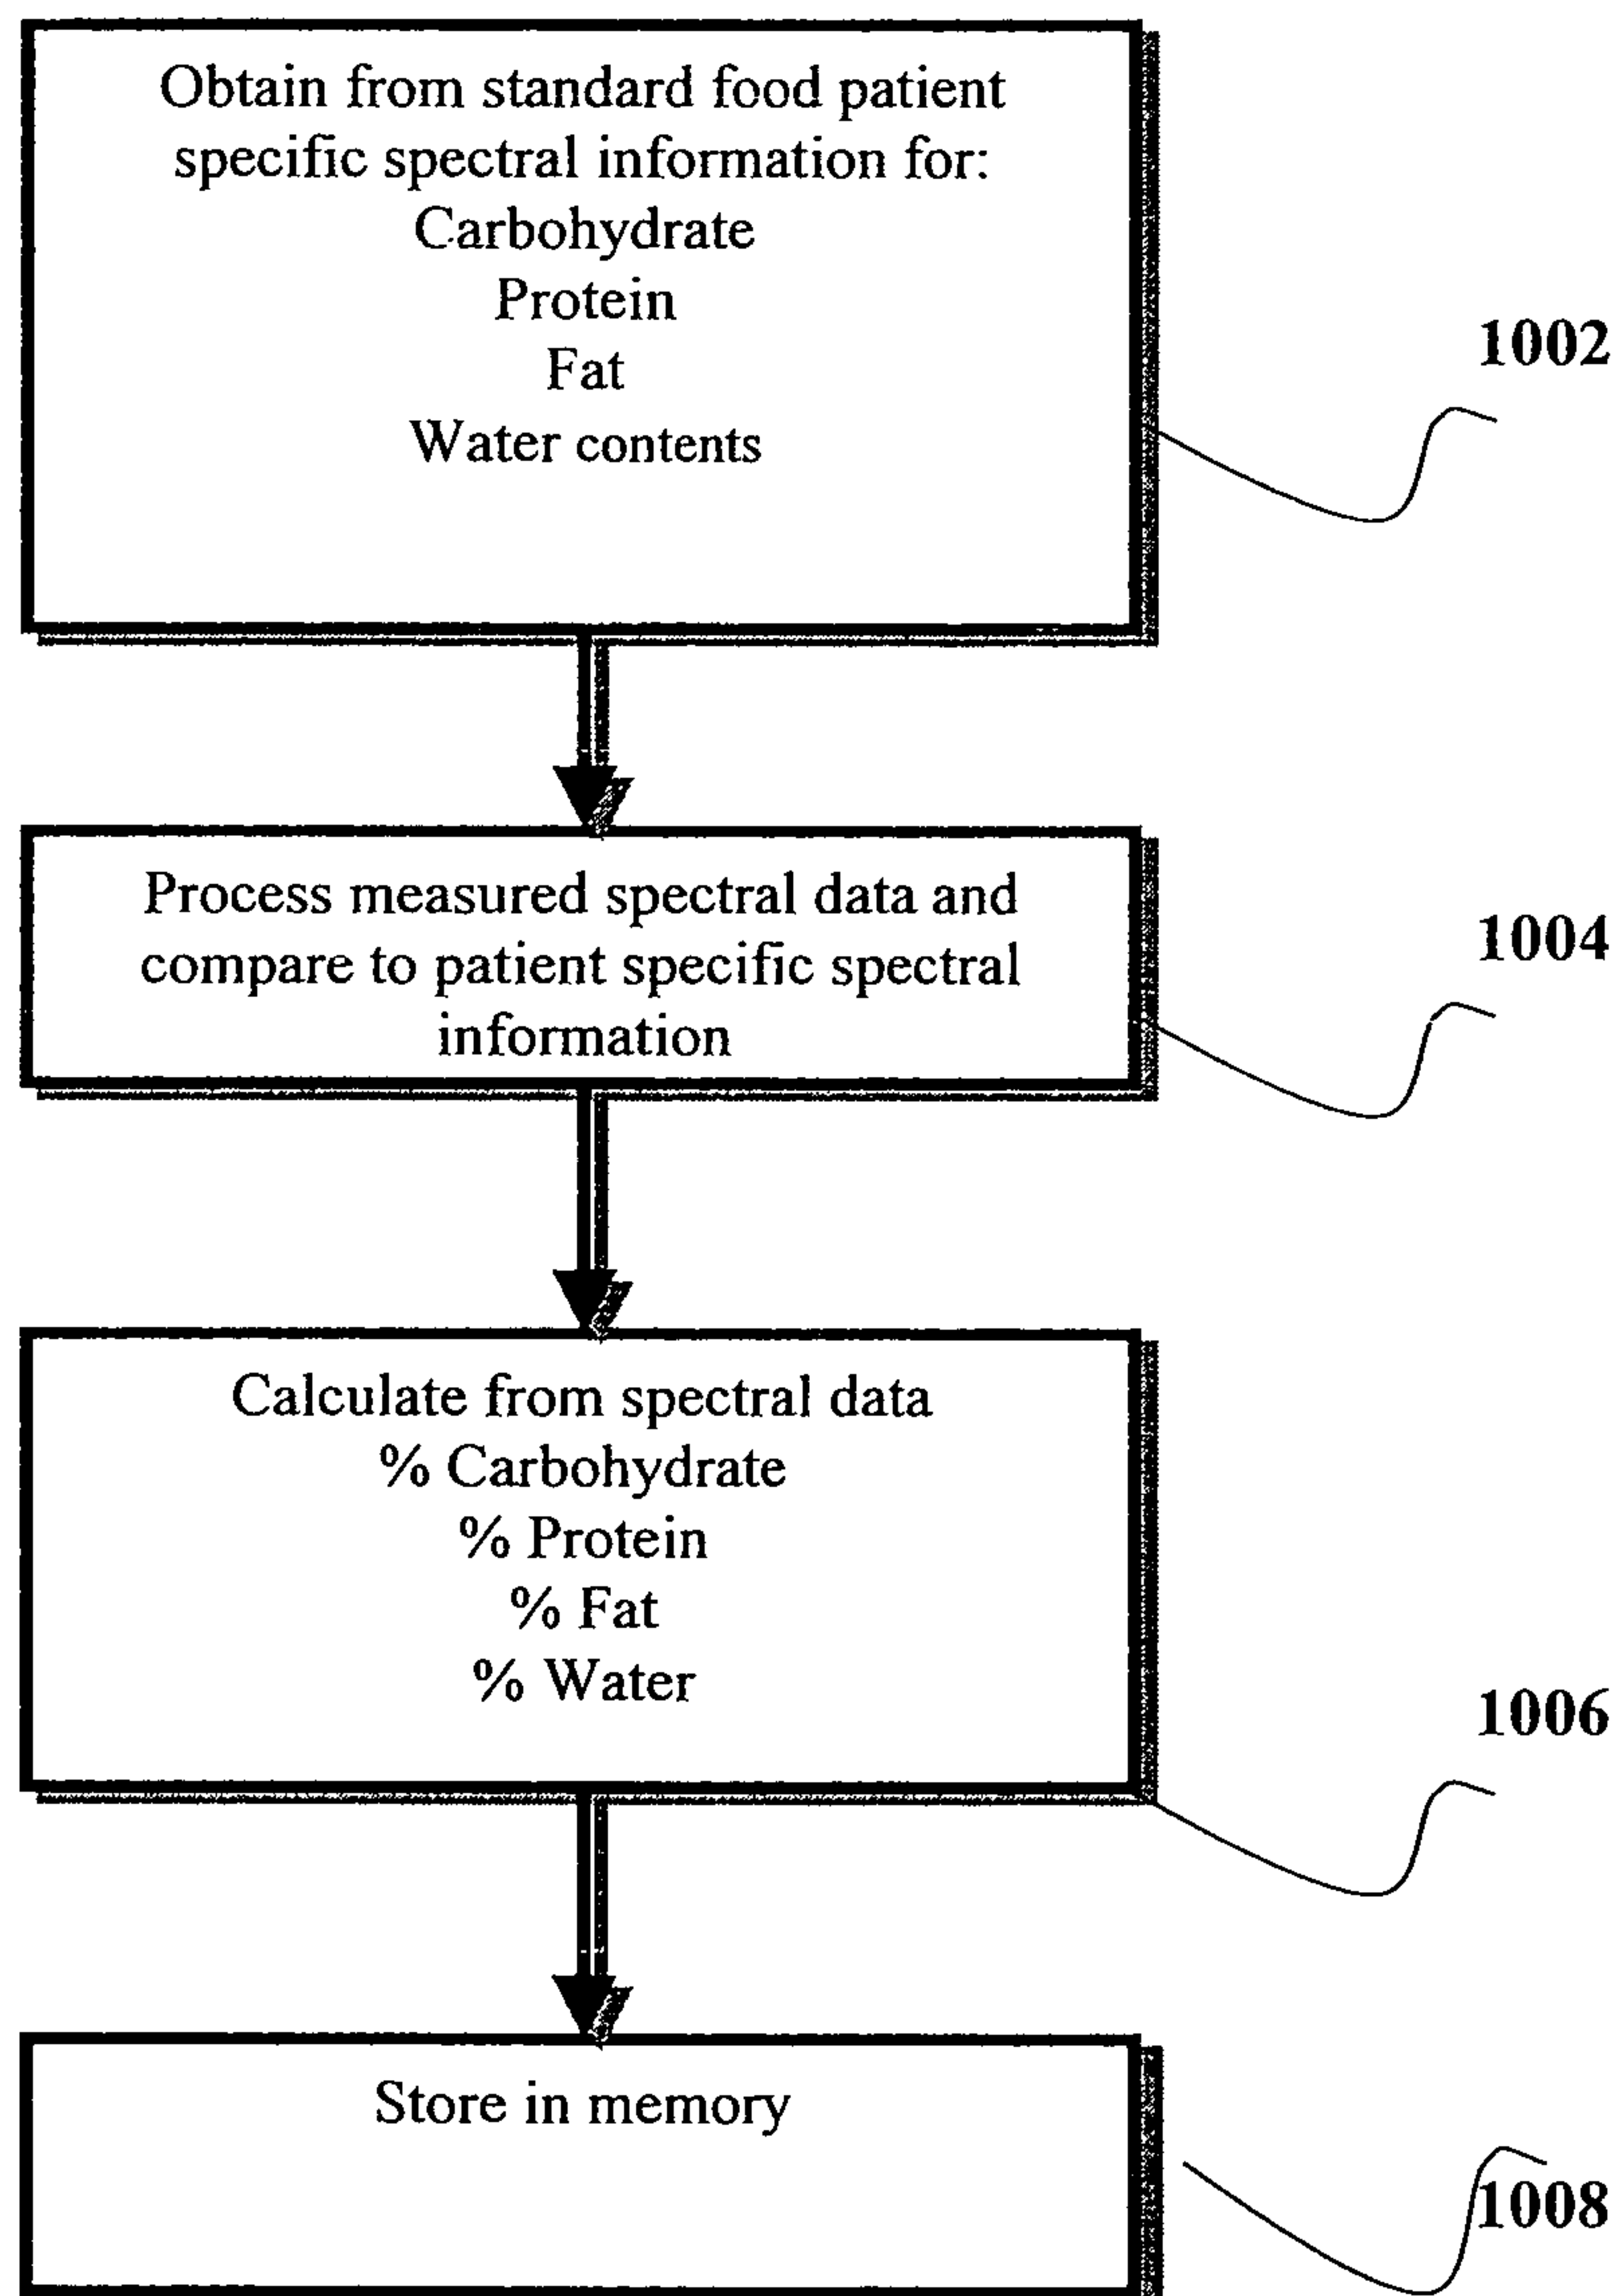 Obtain from standard food patient
specific spectral information for:
Carbohydrate
Protein
Fat
Water contents
1002
Process measured spectral data and
compare to patient specific spectral
information
1004
Calculate from spectral data
% Carbohydrate
% Protein
% Fat
% Water
1006
Store in memory
1008